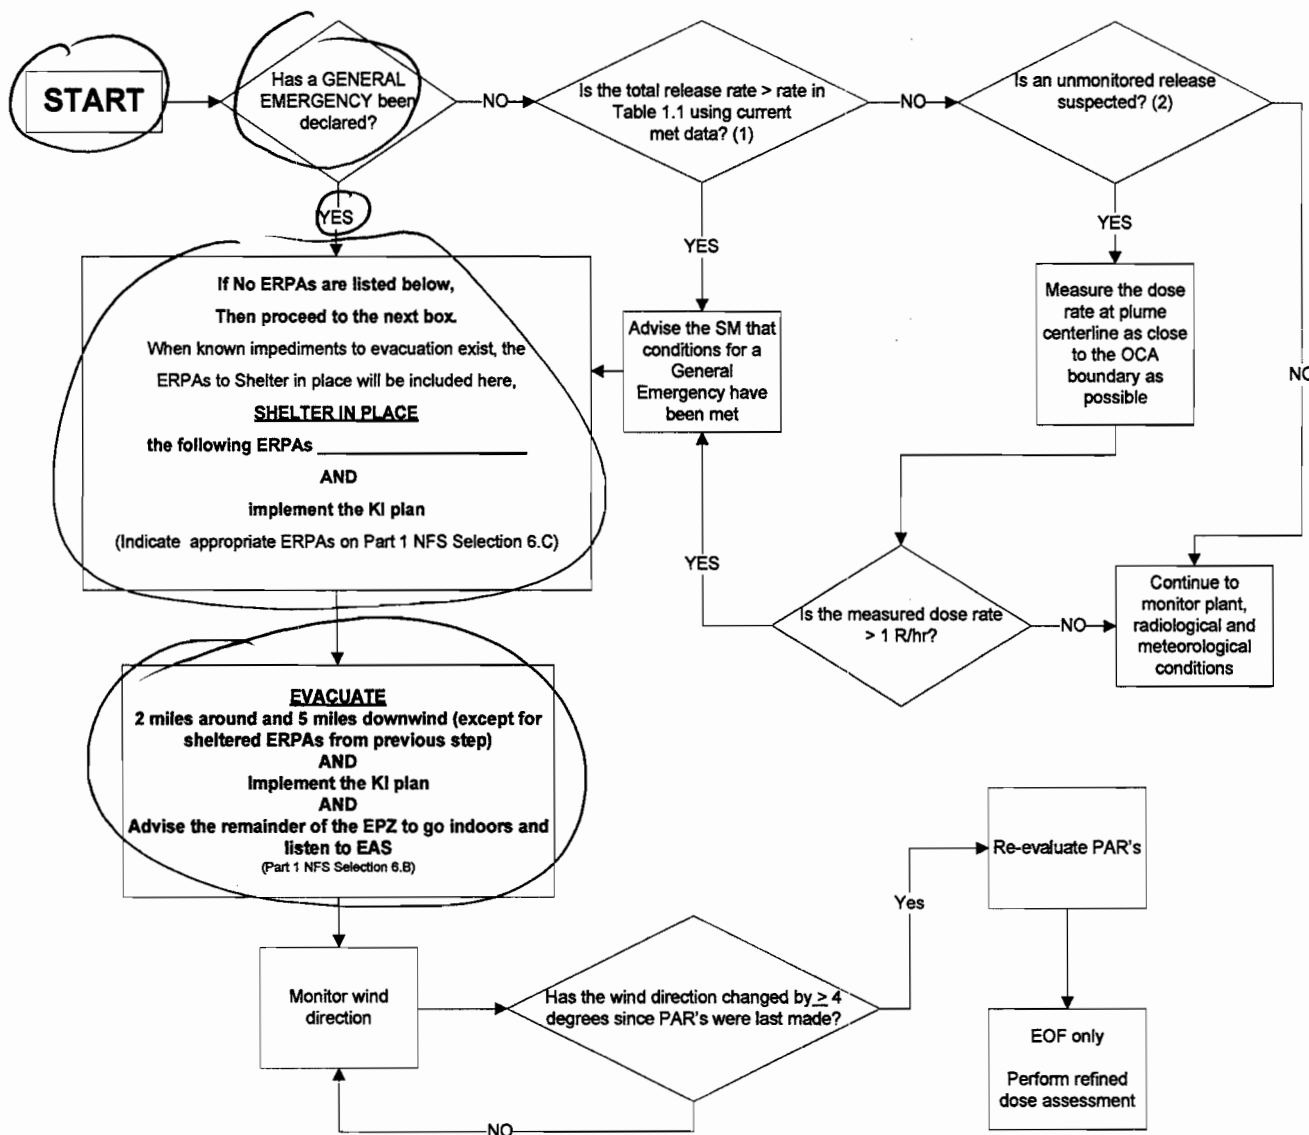 START
Has a GENERAL
EMERGENCY been
declared?
NO
Is the total release rate > rate in
Table 1.1 using current
met data? (1)
NO
Is an unmonitored release
suspected? (2)
YES
YES
YES
NO
If No ERPAs are listed below,
Then proceed to the next box.
When known impediments to evacuation exist, the
ERPAs to Shelter in place will be included here,
SHELTER IN PLACE
the following ERPAs
AND
implement the KI plan
(Indicate appropriate ERPAs on Part 1 NFS Selection 6.C)
Advise the SM that
conditions for a
General
Emergency have
been met
Measure the dose
rate at plume
centerline as close
to the OCA
boundary as
possible
YES
Is the measured dose rate
> 1 R/hr?
NO
Continue to
monitor plant,
radiological and
meteorological
conditions
EVACUATE
2 miles around and 5 miles downwind (except for
sheltered ERPAs from previous step)
AND
Implement the KI plan
AND
Advise the remainder of the EPZ to go indoors and
listen to EAS
(Part 1 NFS Selection 6.B)
Monitor wind
direction
Has the wind direction changed by ≥ 4
degrees since PAR's were last made?
NO
Yes
Re-evaluate PAR's
EOF only
Perform refined
dose assessment